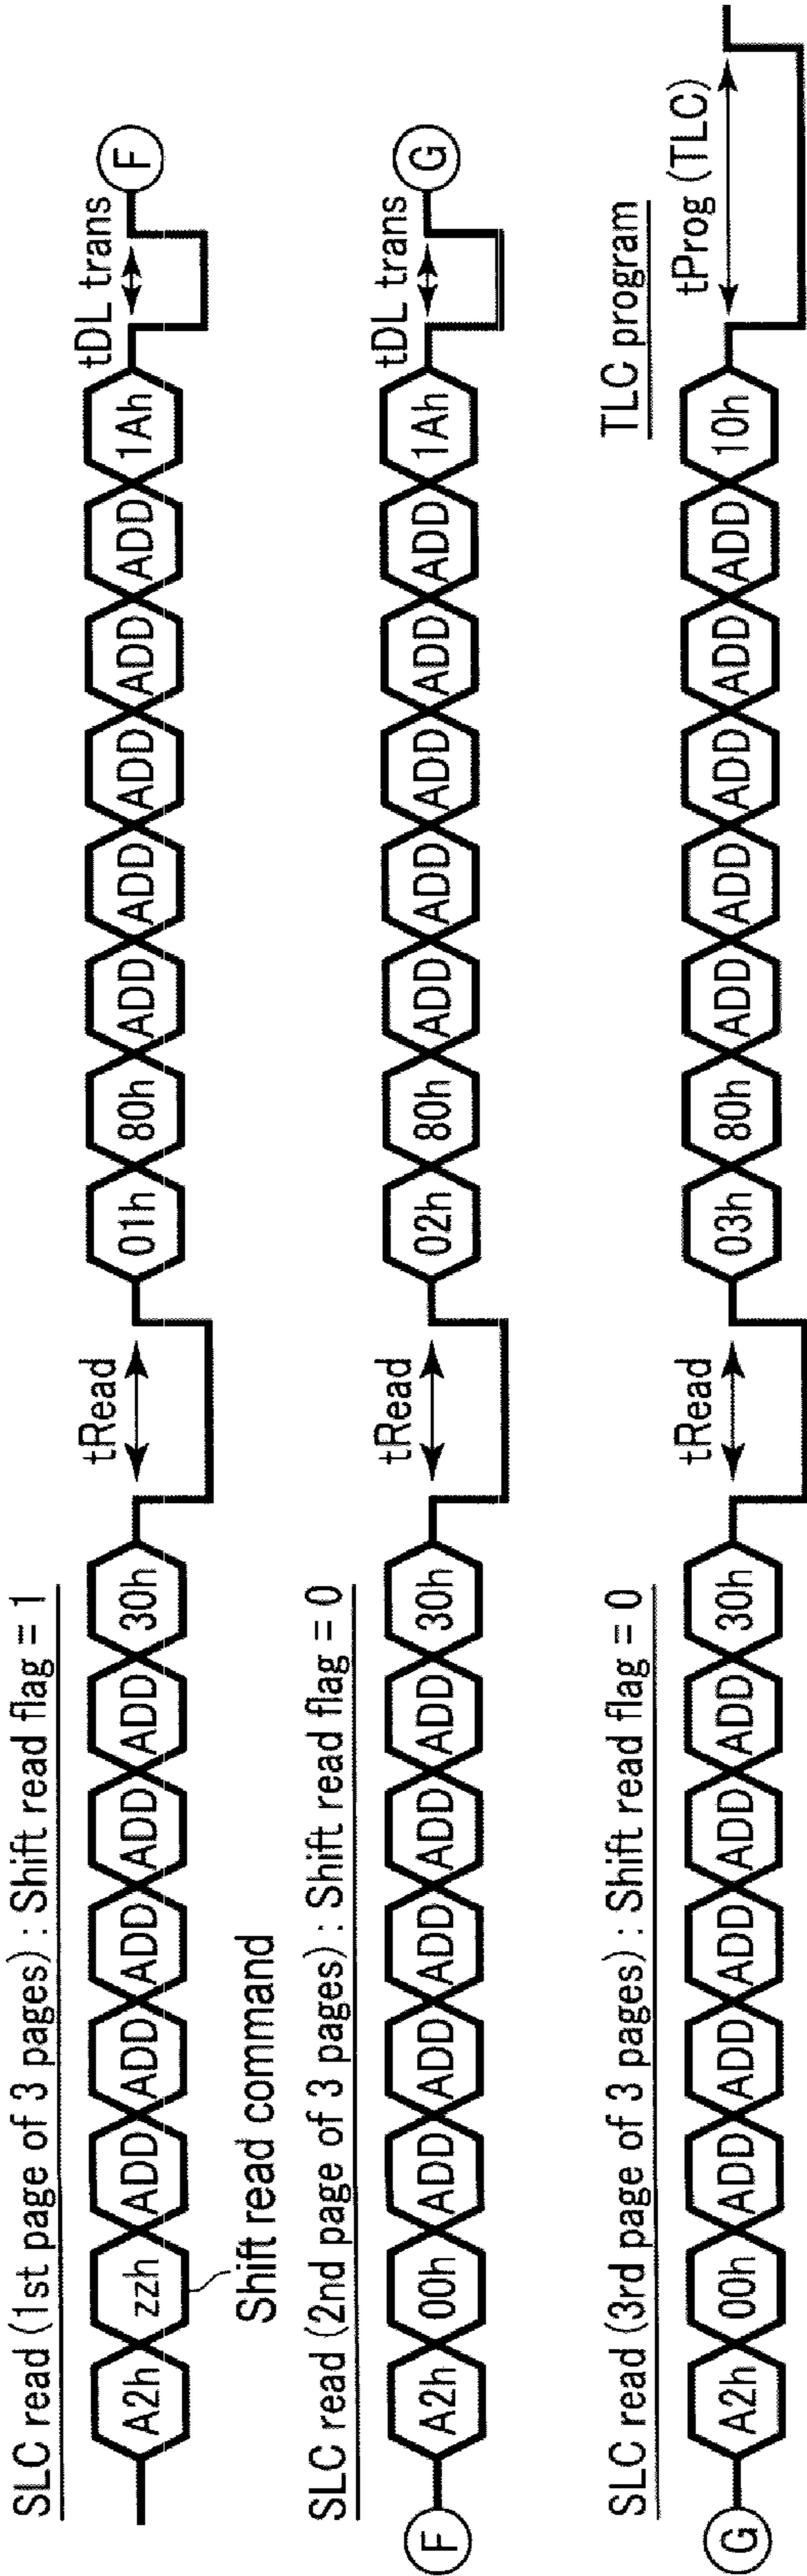 SLC read (1st page of 3 pages) : Shift read flag = 1
A2h zzh ADD ADD ADD ADD ADD 30h tRead 01h 80h ADD ADD ADD ADD ADD 1Ah tDL trans F
Shift read command
SLC read (2nd page of 3 pages) : Shift read flag = 0
F A2h 00h ADD ADD ADD ADD ADD 30h tRead 02h 80h ADD ADD ADD ADD ADD 1Ah tDL trans G
SLC read (3rd page of 3 pages) : Shift read flag = 0
TLC program
G A2h 00h ADD ADD ADD ADD ADD 30h tRead 03h 80h ADD ADD ADD ADD ADD 10h tProg (TLC)